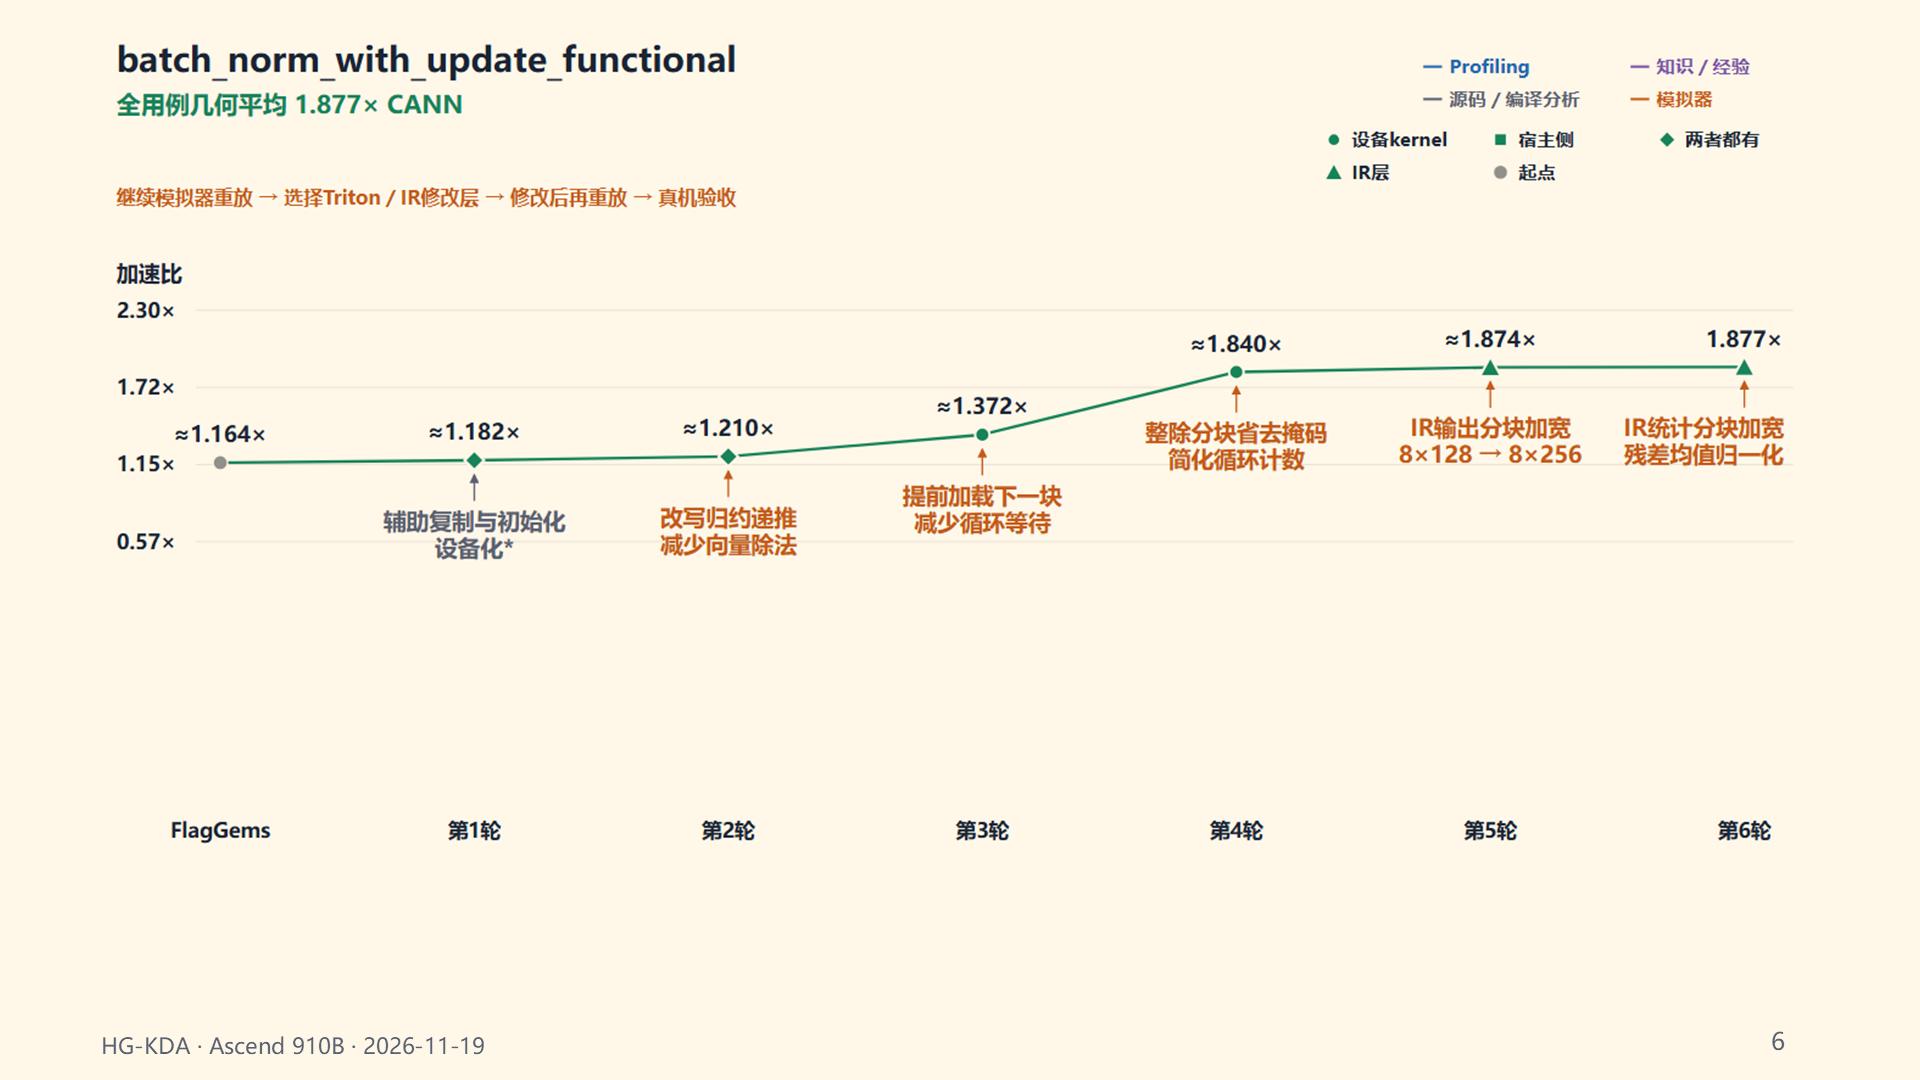 batch_norm_with_update_functional
全用例几何平均 1.877× CANN
— Profiling
— 知识 / 经验
— 源码 / 编译分析
— 模拟器
设备kernel
宿主侧
两者都有
IR层
起点
继续模拟器重放 → 选择Triton / IR修改层 → 修改后再重放 → 真机验收
加速比
2.30×
1.72×
1.15×
0.57×
≈1.164×
≈1.182×
≈1.210×
≈1.372×
≈1.840×
≈1.874×
1.877×
辅助复制与初始化
设备化*
改写归约递推
减少向量除法
提前加载下一块
减少循环等待
整除分块省去掩码
简化循环计数
IR输出分块加宽
8×128 → 8×256
IR统计分块加宽
残差均值归一化
FlagGems
第1轮
第2轮
第3轮
第4轮
第5轮
第6轮
HG-KDA · Ascend 910B · 2026-11-19
6